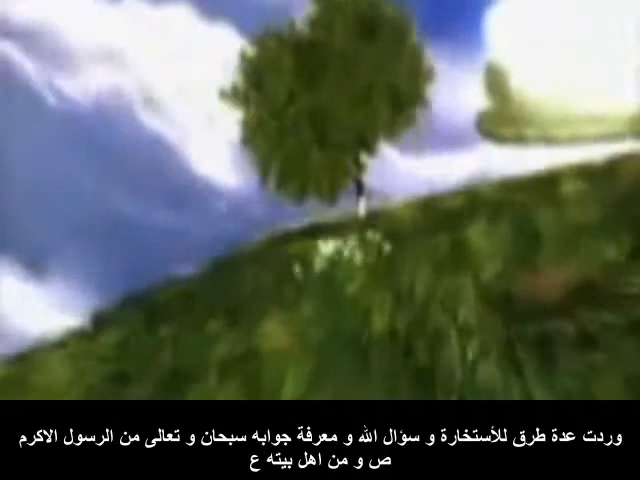 وردت عدة طرق للأستخارة و سؤال الله و معرفة جوابه سبحان و تعالى من الرسول الاكرم
ص و من اهل بيته ع